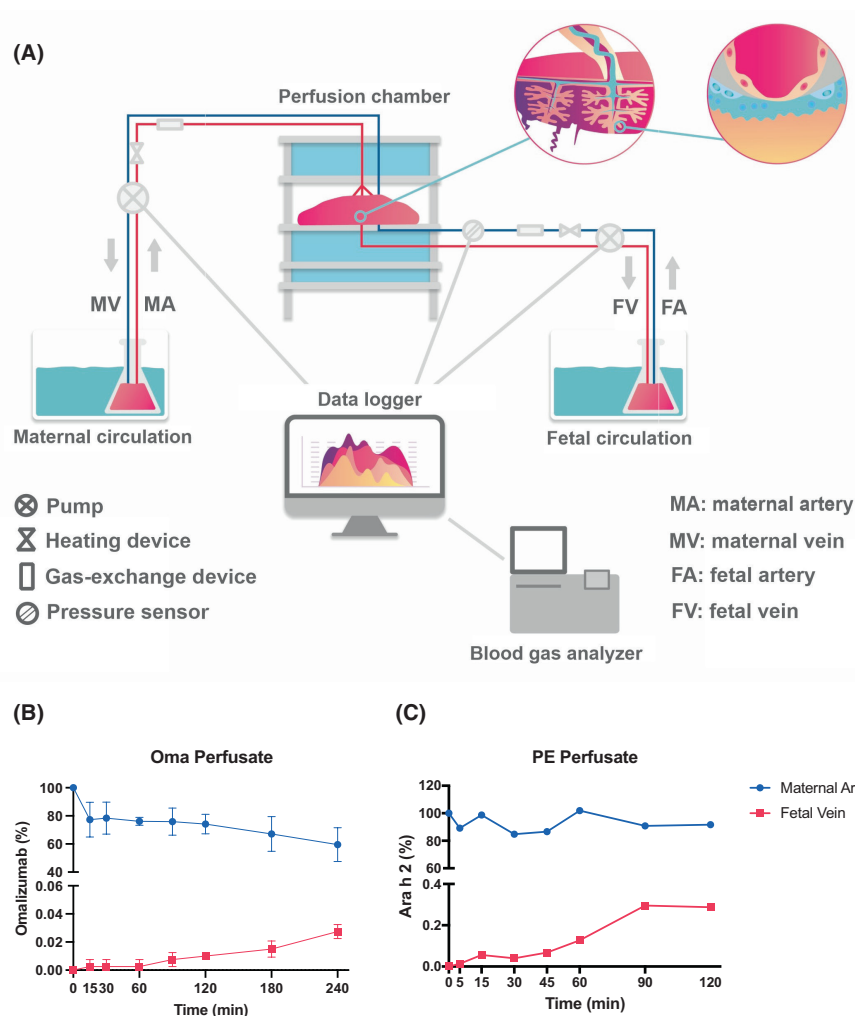 (A)
Perfusion chamber
MV
MA
FV
FA
Maternal circulation
Data logger
Fetal circulation
Pump
Heating device
Gas-exchange device
Pressure sensor
MA: maternal artery
MV: maternal vein
FA: fetal artery
FV: fetal vein
Blood gas analyzer
(B)
Oma Perfusate
Omalizumab (%)
100
80
60
40
0.06
0.04
0.02
0.00
0 15 30 60 120 180 240
Time (min)
(C)
PE Perfusate
Ara h 2 (%)
120
100
80
60
0.4
0.2
0.0
0 5 15 30 45 60 90 120
Time (min)
Maternal Ar
Fetal Vein